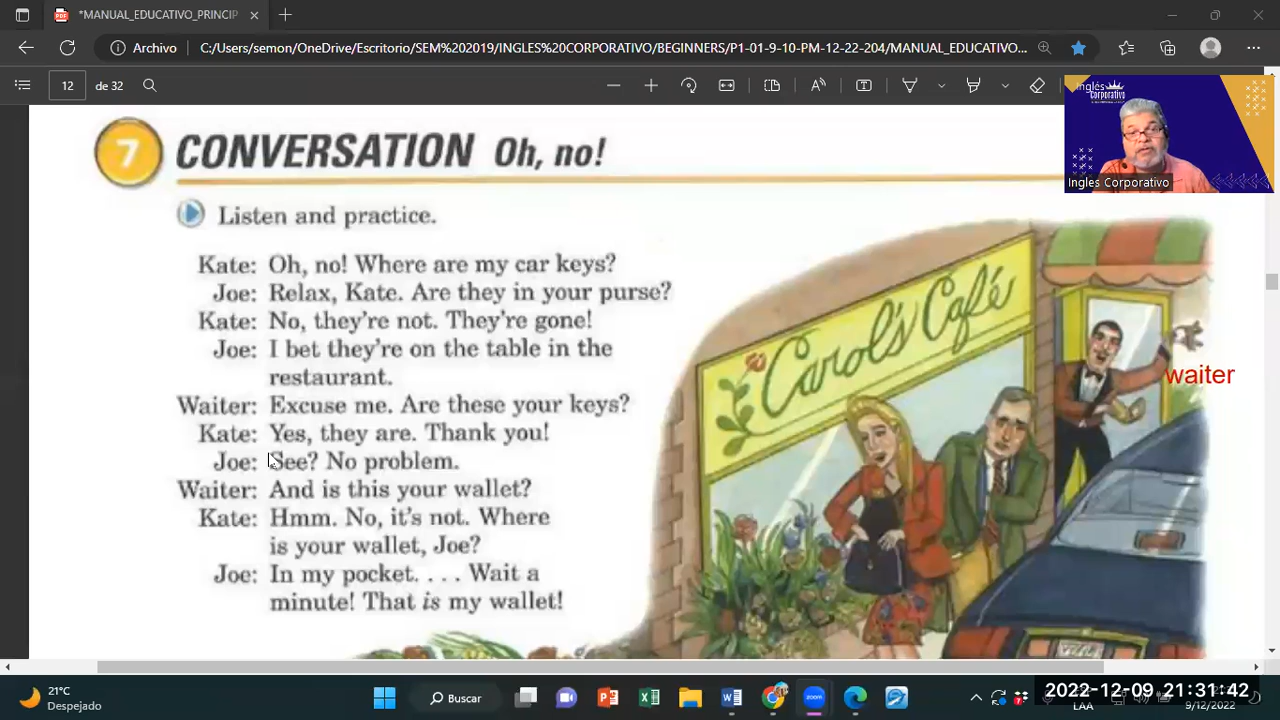 *MANUAL_EDUCATIVO_PRINCIP
Archivo
C:/Users/semon/OneDrive/Escritorio/SEM%202019/INGLES%20CORPORATIVO/BEGINNERS/P1-01-9-10-PM-12-22-204/MANUAL_EDUCATIVO...
12 de 32
Inglés
corporativo
Ingles Corporativo
7 CONVERSATION Oh, no!
Listen and practice.
Kate: Oh, no! Where are my car keys?
Joe: Relax, Kate. Are they in your purse?
Kate: No, they're not. They're gone!
Joe: I bet they're on the table in the
restaurant.
Waiter: Excuse me. Are these your keys?
Kate: Yes, they are. Thank you!
Joe: See? No problem.
Waiter: And is this your wallet?
Kate: Hmm. No, it's not. Where
is your wallet, Joe?
Joe: In my pocket. . . . Wait a
minute! That is my wallet!
Carol's Café
waiter
21°C
Despejado
Buscar
2022-12-09 21:31:42
LAA
9/12/2022